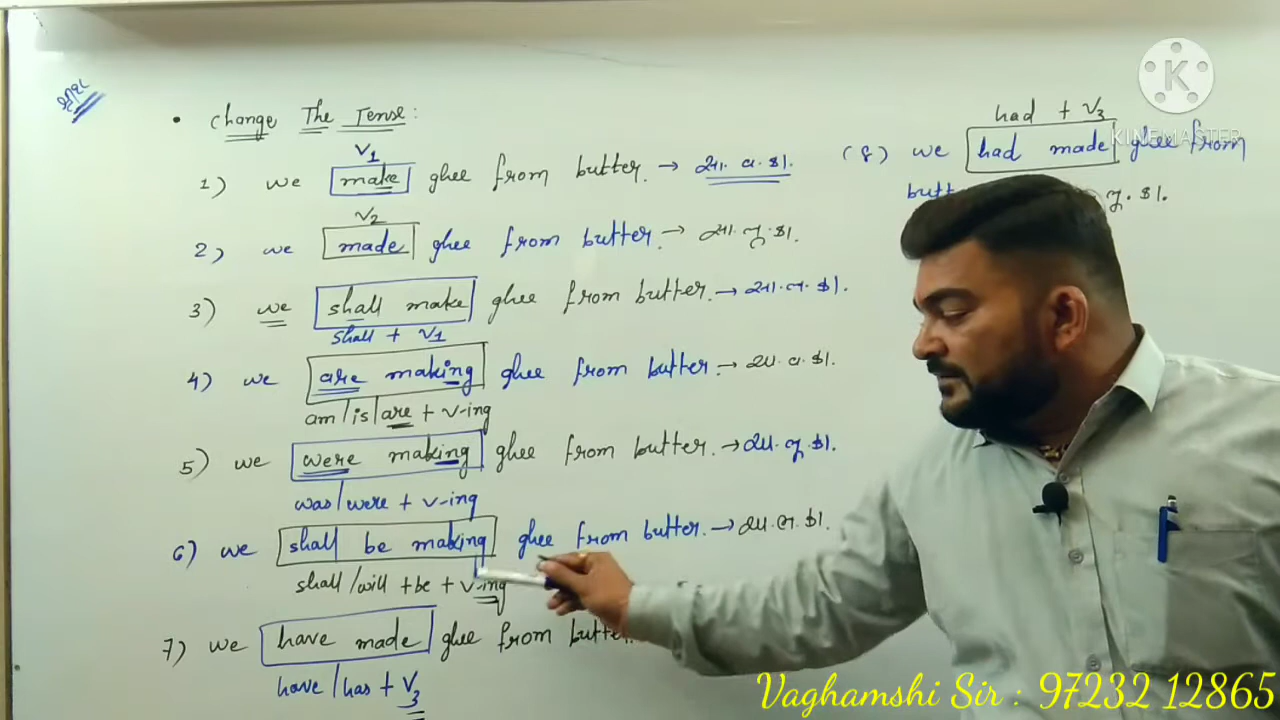 • Change The Tense :
V1
1) we make ghee from butter. → સા. વ. કા.
V2
2) we made ghee from butter. → સા. ભૂ. કા.
3) we shall make ghee from butter. → સા. ભ. કા.
shall + V1
4) we are making ghee from butter. → ચા. વ. કા.
am/is/are + v-ing
5) we were making ghee from butter. → ચા. ભૂ. કા.
was/were + v-ing
6) we shall be making ghee from butter. → ચા. ભ. કા.
shall/will + be + v-ing
7) we have made ghee from butter.
have/has + V3
had + V3
(8) we had made ghee from
butt
ભૂ. કા.
KINEMASTER
Vaghamshi Sir : 97232 12865